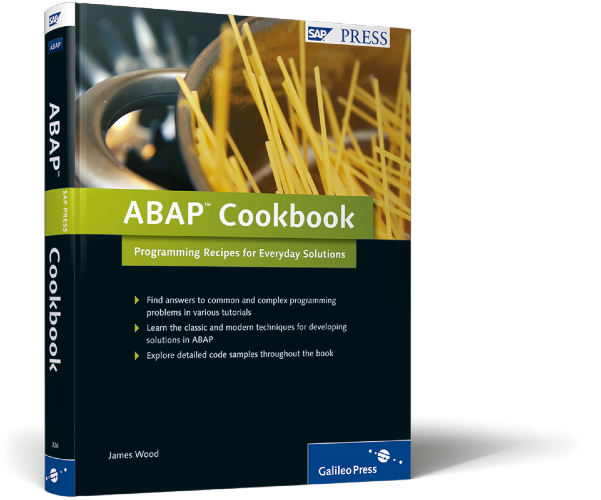 SAP
ABAP
ABAP™
SAP PRESS
Cookbook
326
SAP PRESS
ABAP™ Cookbook
Programming Recipes for Everyday Solutions
Find answers to common and complex programming
problems in various tutorials
Learn the classic and modern techniques for developing
solutions in ABAP
Explore detailed code samples throughout the book
James Wood
Galileo Press